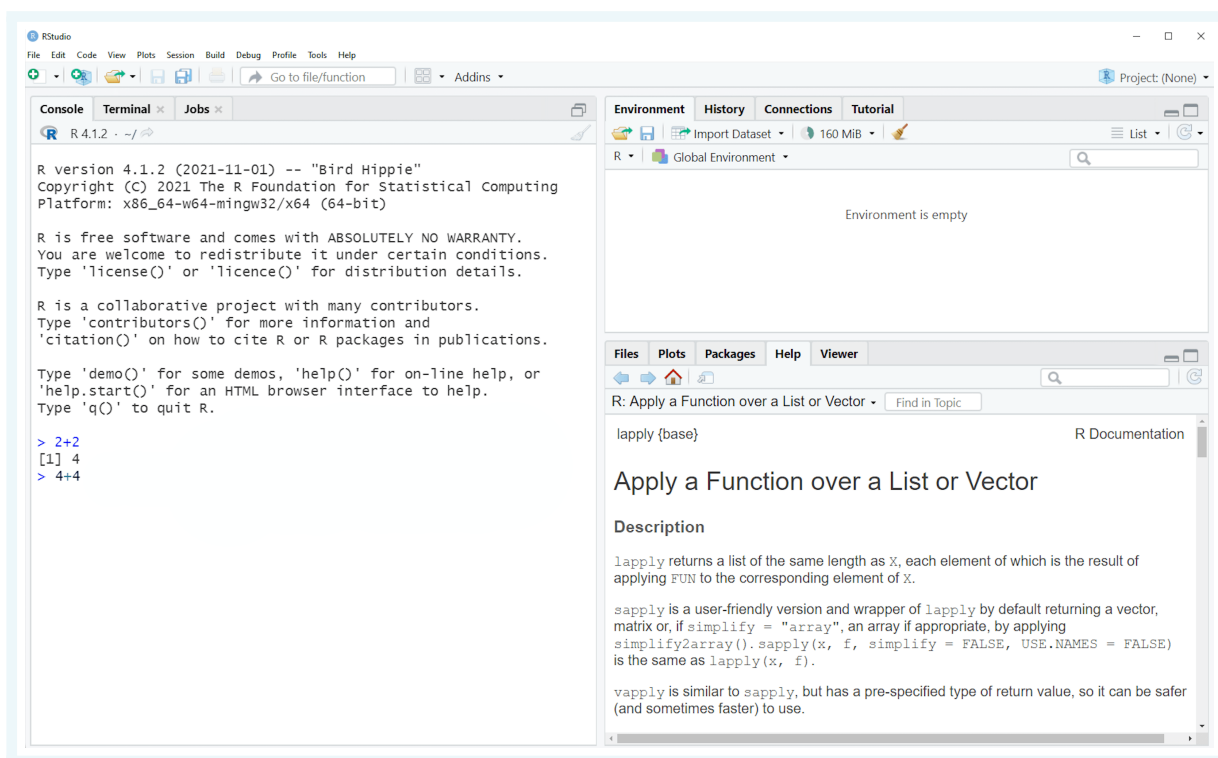 RStudio
File Edit Code View Plots Session Build Debug Profile Tools Help
Go to file/function
Addins
Project: (None)
Console Terminal Jobs
R 4.1.2 · ~/
R version 4.1.2 (2021-11-01) -- "Bird Hippie"
Copyright (C) 2021 The R Foundation for Statistical Computing
Platform: x86_64-w64-mingw32/x64 (64-bit)
R is free software and comes with ABSOLUTELY NO WARRANTY.
You are welcome to redistribute it under certain conditions.
Type 'license()' or 'licence()' for distribution details.
R is a collaborative project with many contributors.
Type 'contributors()' for more information and
'citation()' on how to cite R or R packages in publications.
Type 'demo()' for some demos, 'help()' for on-line help, or
'help.start()' for an HTML browser interface to help.
Type 'q()' to quit R.
> 2+2
[1] 4
> 4+4
Environment History Connections Tutorial
Import Dataset 160 MiB List
R Global Environment
Environment is empty
Files Plots Packages Help Viewer
R: Apply a Function over a List or Vector Find in Topic
lapply {base} R Documentation
Apply a Function over a List or Vector
Description
lapply returns a list of the same length as X, each element of which is the result of
applying FUN to the corresponding element of X.
sapply is a user-friendly version and wrapper of lapply by default returning a vector,
matrix or, if simplify = "array", an array if appropriate, by applying
simplify2array(). sapply(x, f, simplify = FALSE, USE.NAMES = FALSE)
is the same as lapply(x, f).
vapply is similar to sapply, but has a pre-specified type of return value, so it can be safer
(and sometimes faster) to use.